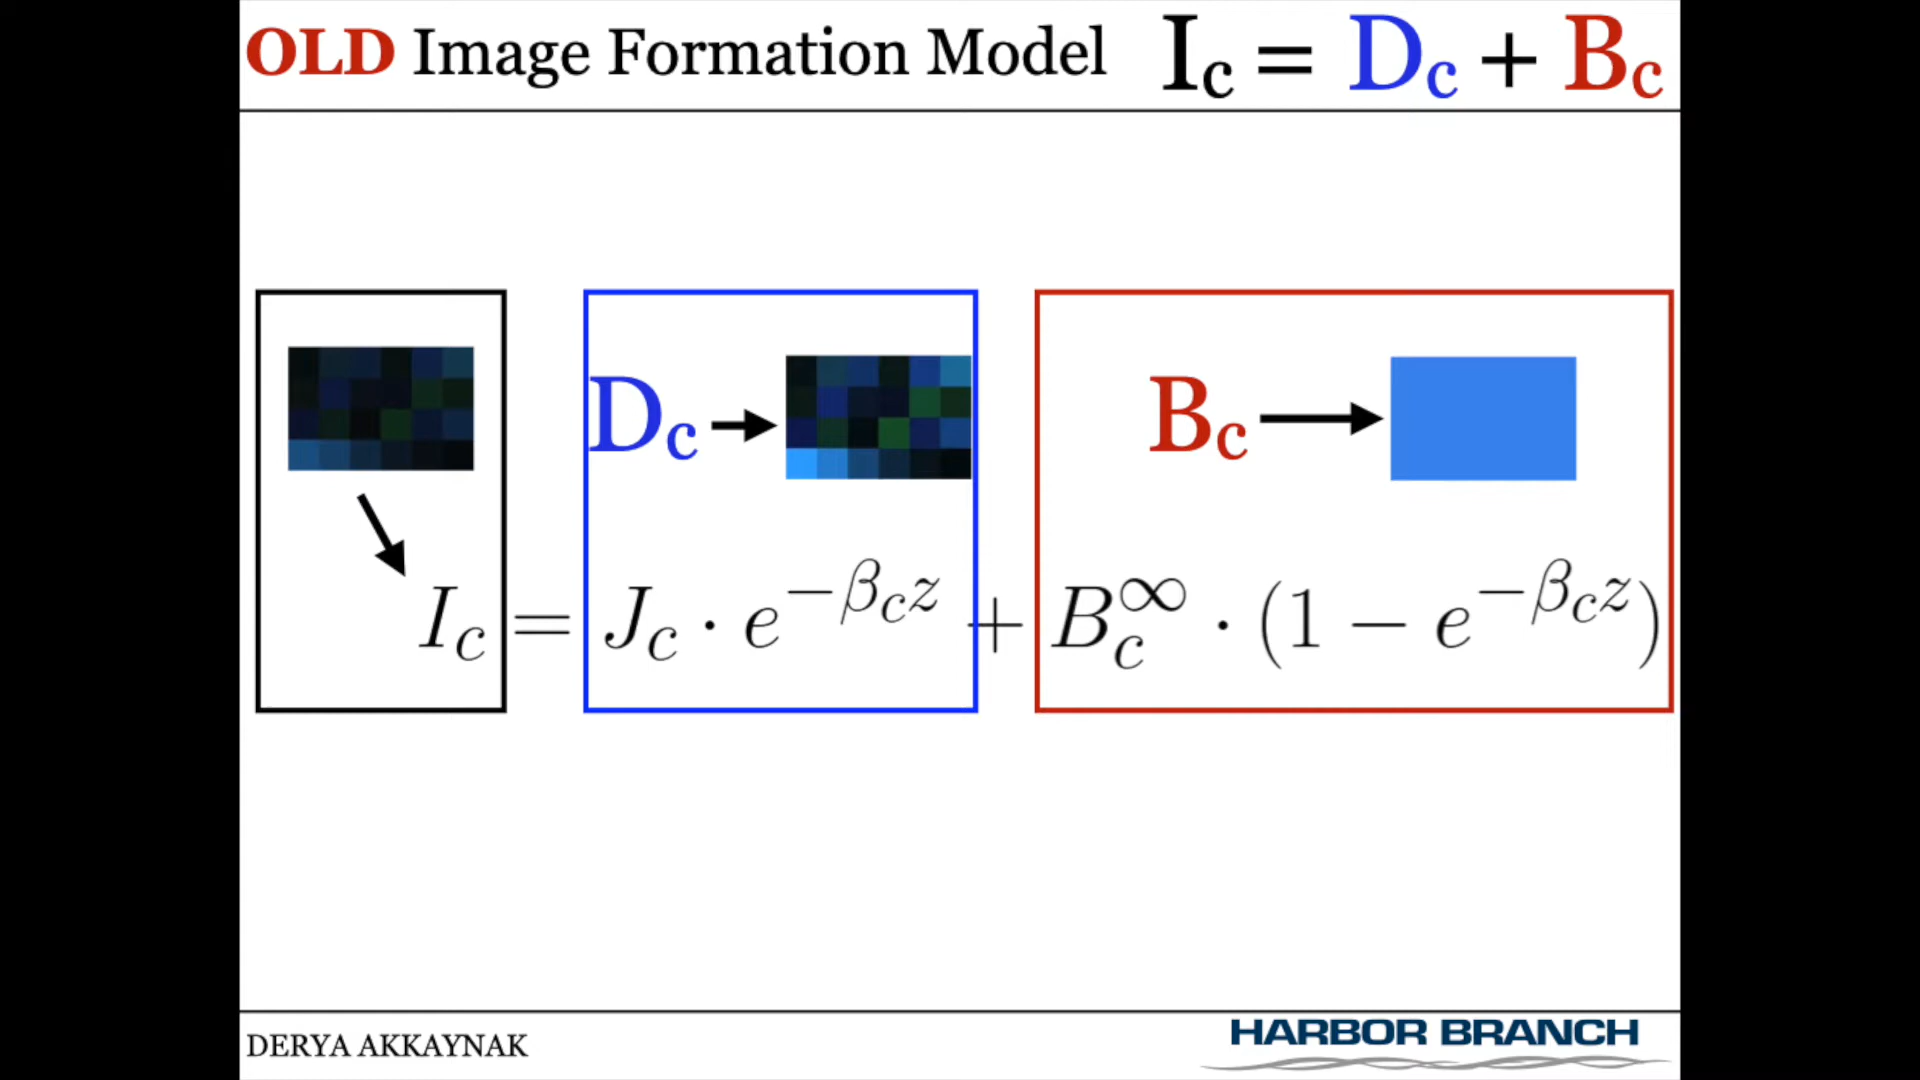 OLD Image Formation Model I_c = D_c + B_c
D_c
B_c
I_c = J_c · e^{−β_c z} + B_c^∞ · (1 − e^{−β_c z})
DERYA AKKAYNAK
HARBOR BRANCH